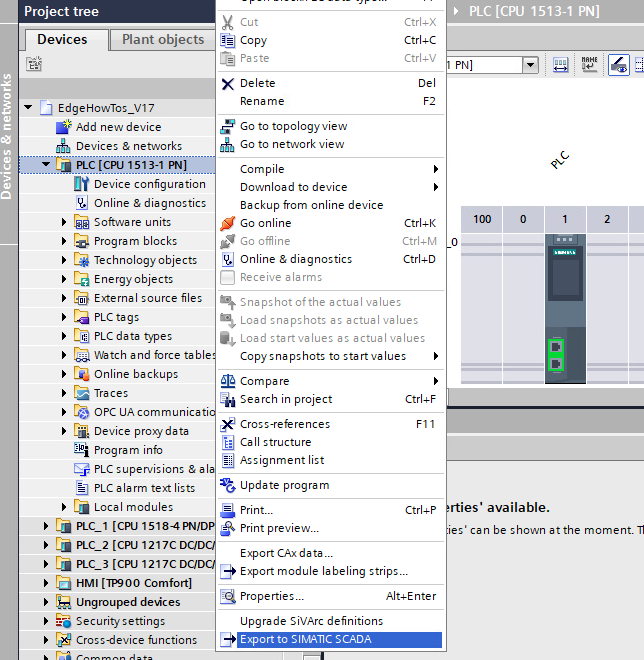 Project tree
Devices
Plant objects
Devices & networks
EdgeHowTos_V17
Add new device
Devices & networks
PLC [CPU 1513-1 PN]
Device configuration
Online & diagnostics
Software units
Program blocks
Technology objects
Energy objects
External source files
PLC tags
PLC data types
Watch and force tables
Online backups
Traces
OPC UA communicatio
Device proxy data
Program info
PLC supervisions & ala
PLC alarm text lists
Local modules
PLC_1 [CPU 1518-4 PN/DP
PLC_2 [CPU 1217C DC/DC/
PLC_3 [CPU 1217C DC/DC/
HMI [TP900 Comfort]
Ungrouped devices
Security settings
Cross-device functions
Common data
Cut Ctrl+X
Copy Ctrl+C
Paste Ctrl+V
Delete Del
Rename F2
Go to topology view
Go to network view
Compile
Download to device
Backup from online device
Go online Ctrl+K
Go offline Ctrl+M
Online & diagnostics Ctrl+D
Receive alarms
Snapshot of the actual values
Load snapshots as actual values
Load start values as actual values
Copy snapshots to start values
Compare
Search in project Ctrl+F
Cross-references F11
Call structure
Assignment list
Update program
Print... Ctrl+P
Print preview...
Export CAx data...
Export module labeling strips...
Properties... Alt+Enter
Upgrade SiVArc definitions
Export to SIMATIC SCADA
PLC [CPU 1513-1 PN]
1 PN]
NAME
PLC
100 0 1 2
_0
SIEMENS
erties' available.
ies' can be shown at the moment. Th